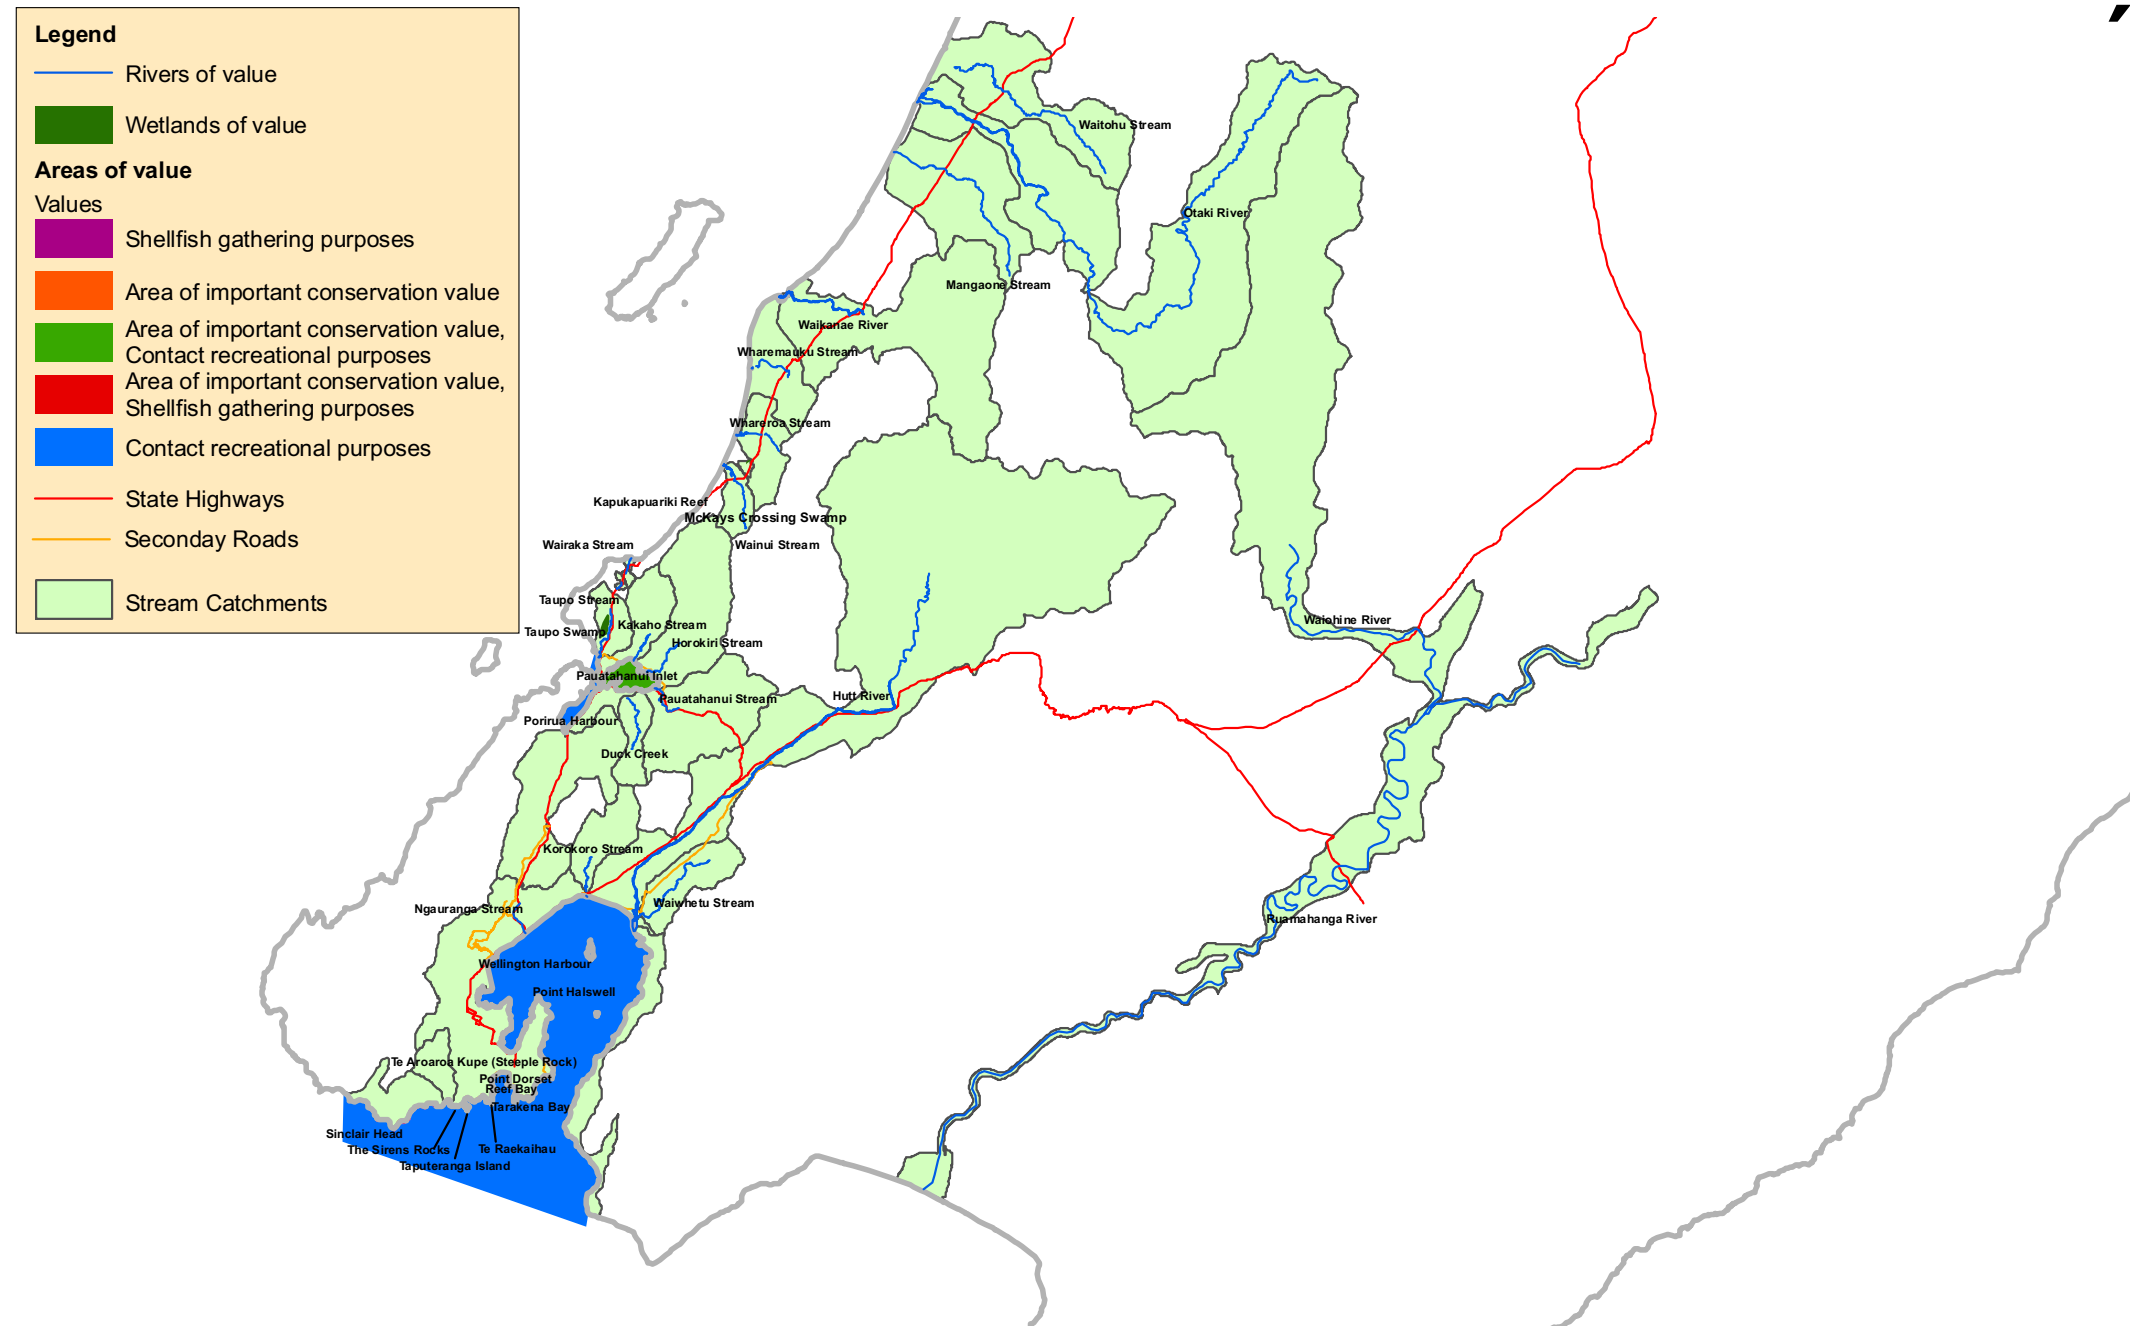 Legend
Rivers of value
Wetlands of value
Areas of value
Values
Shellfish gathering purposes
Area of important conservation value
Area of important conservation value,
Contact recreational purposes
Area of important conservation value,
Shellfish gathering purposes
Contact recreational purposes
State Highways
Seconday Roads
Stream Catchments
Waitohu Stream
Otaki River
Mangaone Stream
Waikanae River
Wharemauku Stream
Whareroa Stream
Kapukapuariki Reef
McKays Crossing Swamp
Wairaka Stream
Wainui Stream
Taupo Stream
Waiohine River
Kakaho Stream
Taupo Swamp
Horokiri Stream
Pauatahanui Inlet
Hutt River
Pauatahanui Stream
Porirua Harbour
Duck Creek
Korokoro Stream
Waiwhetu Stream
Ngauranga Stream
Ruamahanga River
Wellington Harbour
Point Halswell
Te Aroaroa Kupe (Steeple Rock)
Point Dorset
Reef Bay
Tarakena Bay
Sinclair Head
The Sirens Rocks
Te Raekaihau
Taputeranga Island